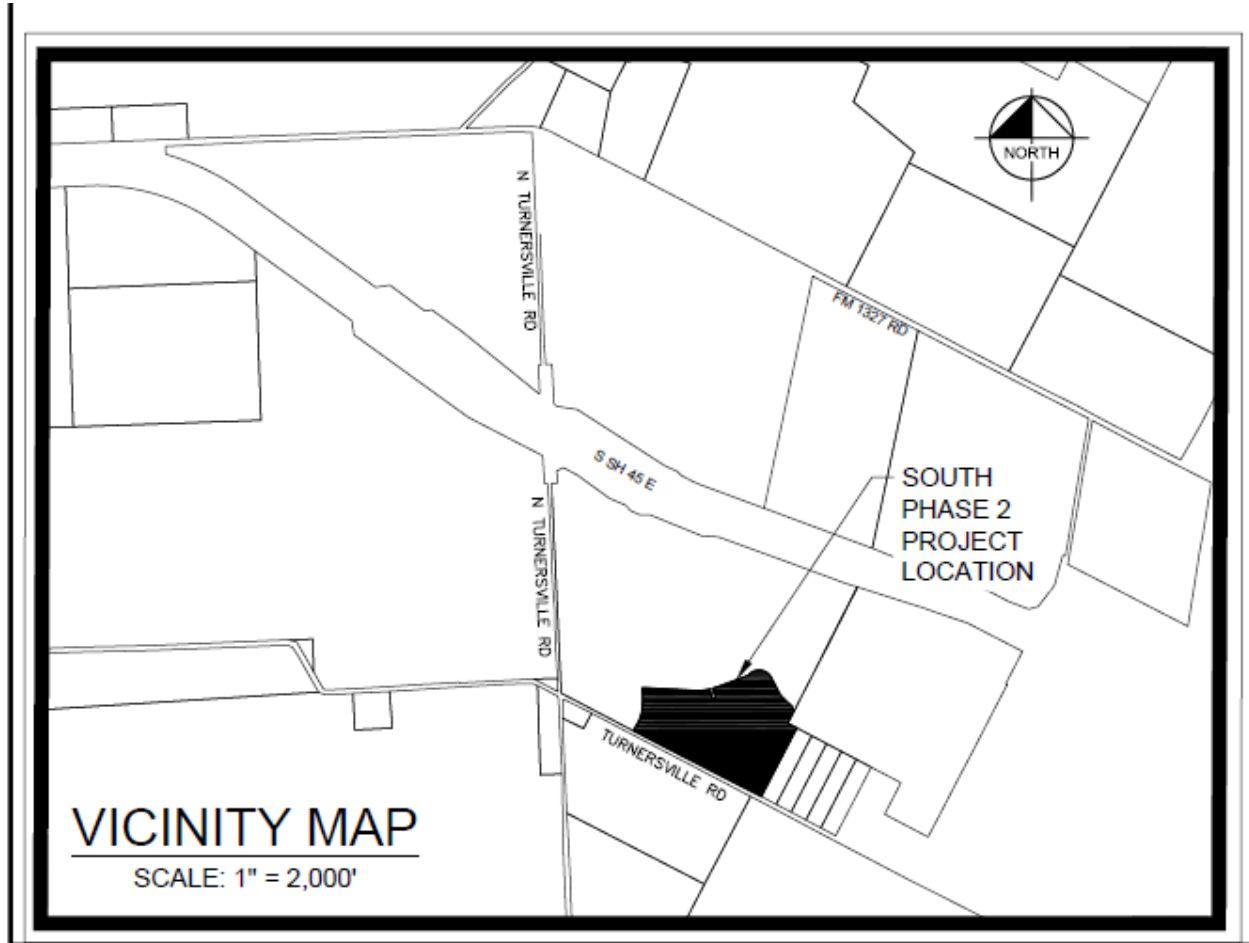 NORTH
N TURNERSVILLE RD
FM 1327 RD
S SH 45 E
SOUTH
PHASE 2
PROJECT
LOCATION
N TURNERSVILLE RD
TURNERSVILLE RD
VICINITY MAP
SCALE: 1" = 2,000'